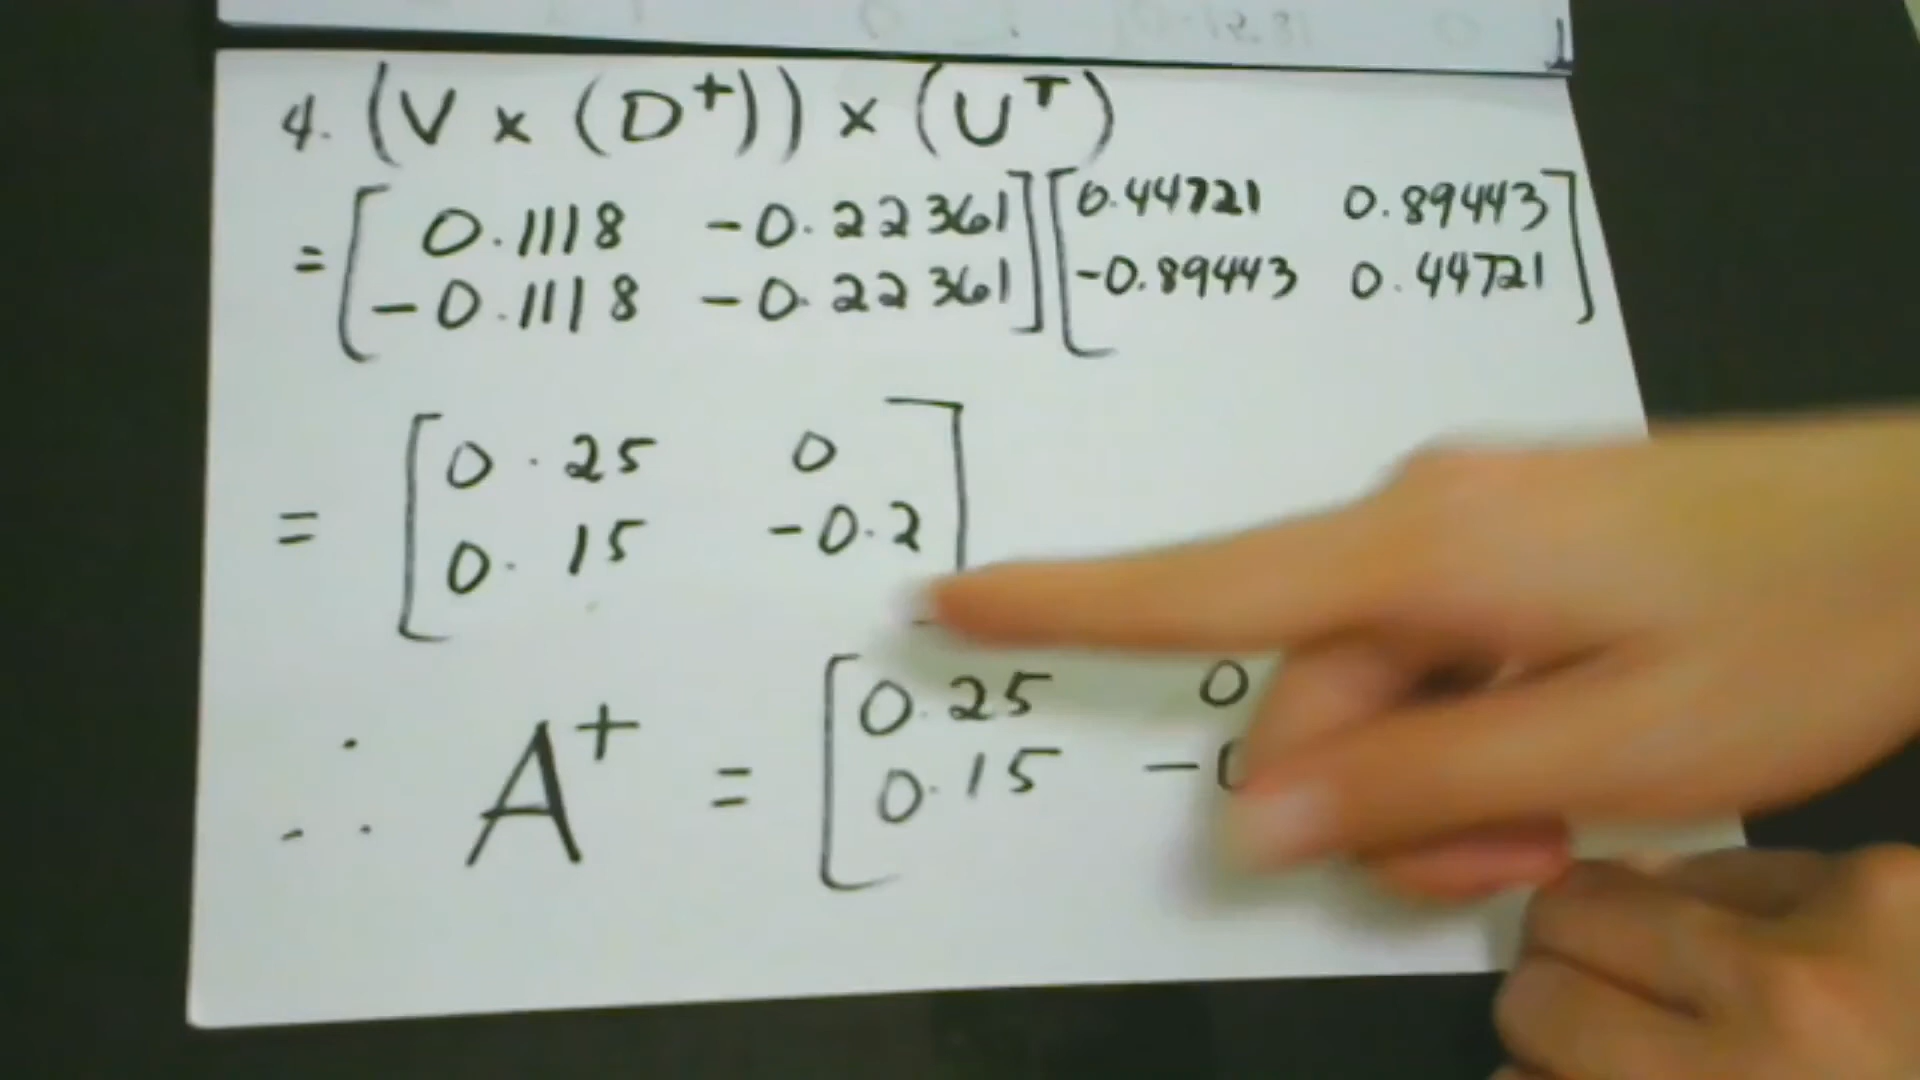 4. (V × (D⁺)) × (Uᵀ)
= [0.1118 -0.22361] [0.44721 0.89443]
[-0.1118 -0.22361] [-0.89443 0.44721]
= [0.25 0]
[0.15 -0.2]
∴ A⁺ = [0.25 0
[0.15